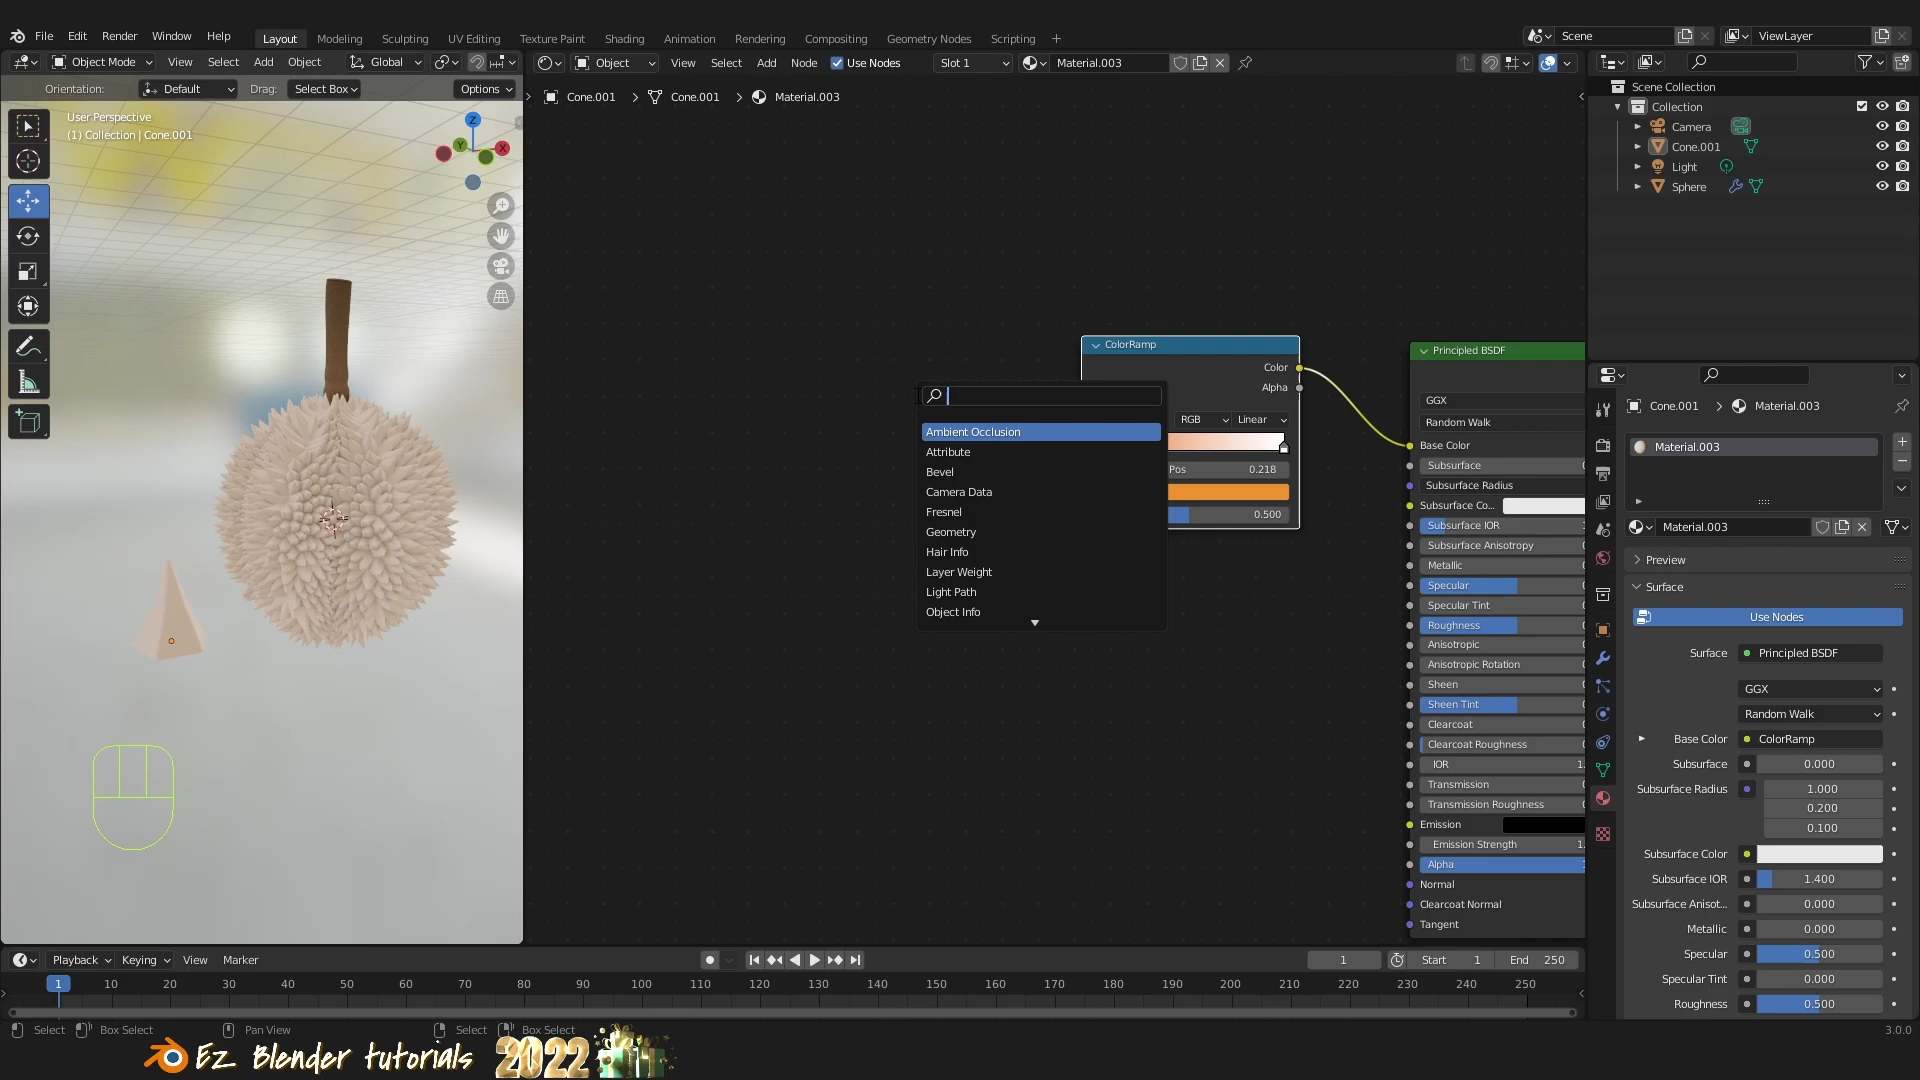 File Edit Render Window Help Layout Modeling Sculpting UV Editing Texture Paint Shading Animation Rendering Compositing Geometry Nodes Scripting + Scene ViewLayer
Object Mode View Select Add Object Global Object View Select Add Node Use Nodes Slot 1 Material.003
Orientation: Default Drag: Select Box Options
Cone.001 > Cone.001 > Material.003
User Perspective
(1) Collection | Cone.001
Z
Y
X
ColorRamp
Color
Alpha
RGB Linear
Pos 0.218
0.500
Ambient Occlusion
Attribute
Bevel
Camera Data
Fresnel
Geometry
Hair Info
Layer Weight
Light Path
Object Info
Principled BSDF
GGX
Random Walk
Base Color
Subsurface
Subsurface Radius
Subsurface Co...
Subsurface IOR
Subsurface Anisotropy
Metallic
Specular
Specular Tint
Roughness
Anisotropic
Anisotropic Rotation
Sheen
Sheen Tint
Clearcoat
Clearcoat Roughness
IOR 1.
Transmission
Transmission Roughness
Emission
Emission Strength 1.
Alpha
Normal
Clearcoat Normal
Tangent
Scene Collection
Collection
Camera
Cone.001
Light
Sphere
Cone.001 > Material.003
Material.003
Material.003
Preview
Surface
Use Nodes
Surface Principled BSDF
GGX
Random Walk
Base Color ColorRamp
Subsurface 0.000
Subsurface Radius 1.000
0.200
0.100
Subsurface Color
Subsurface IOR 1.400
Subsurface Anisot... 0.000
Metallic 0.000
Specular 0.500
Specular Tint 0.000
Roughness 0.500
Playback Keying View Marker 1 Start 1 End 250
1 10 20 30 40 50 60 70 80 90 100 110 120 130 140 150 160 170 180 190 200 210 220 230 240 250
Select Box Select Pan View Select Box Select 3.0.0
Ez Blender tutorials 2022